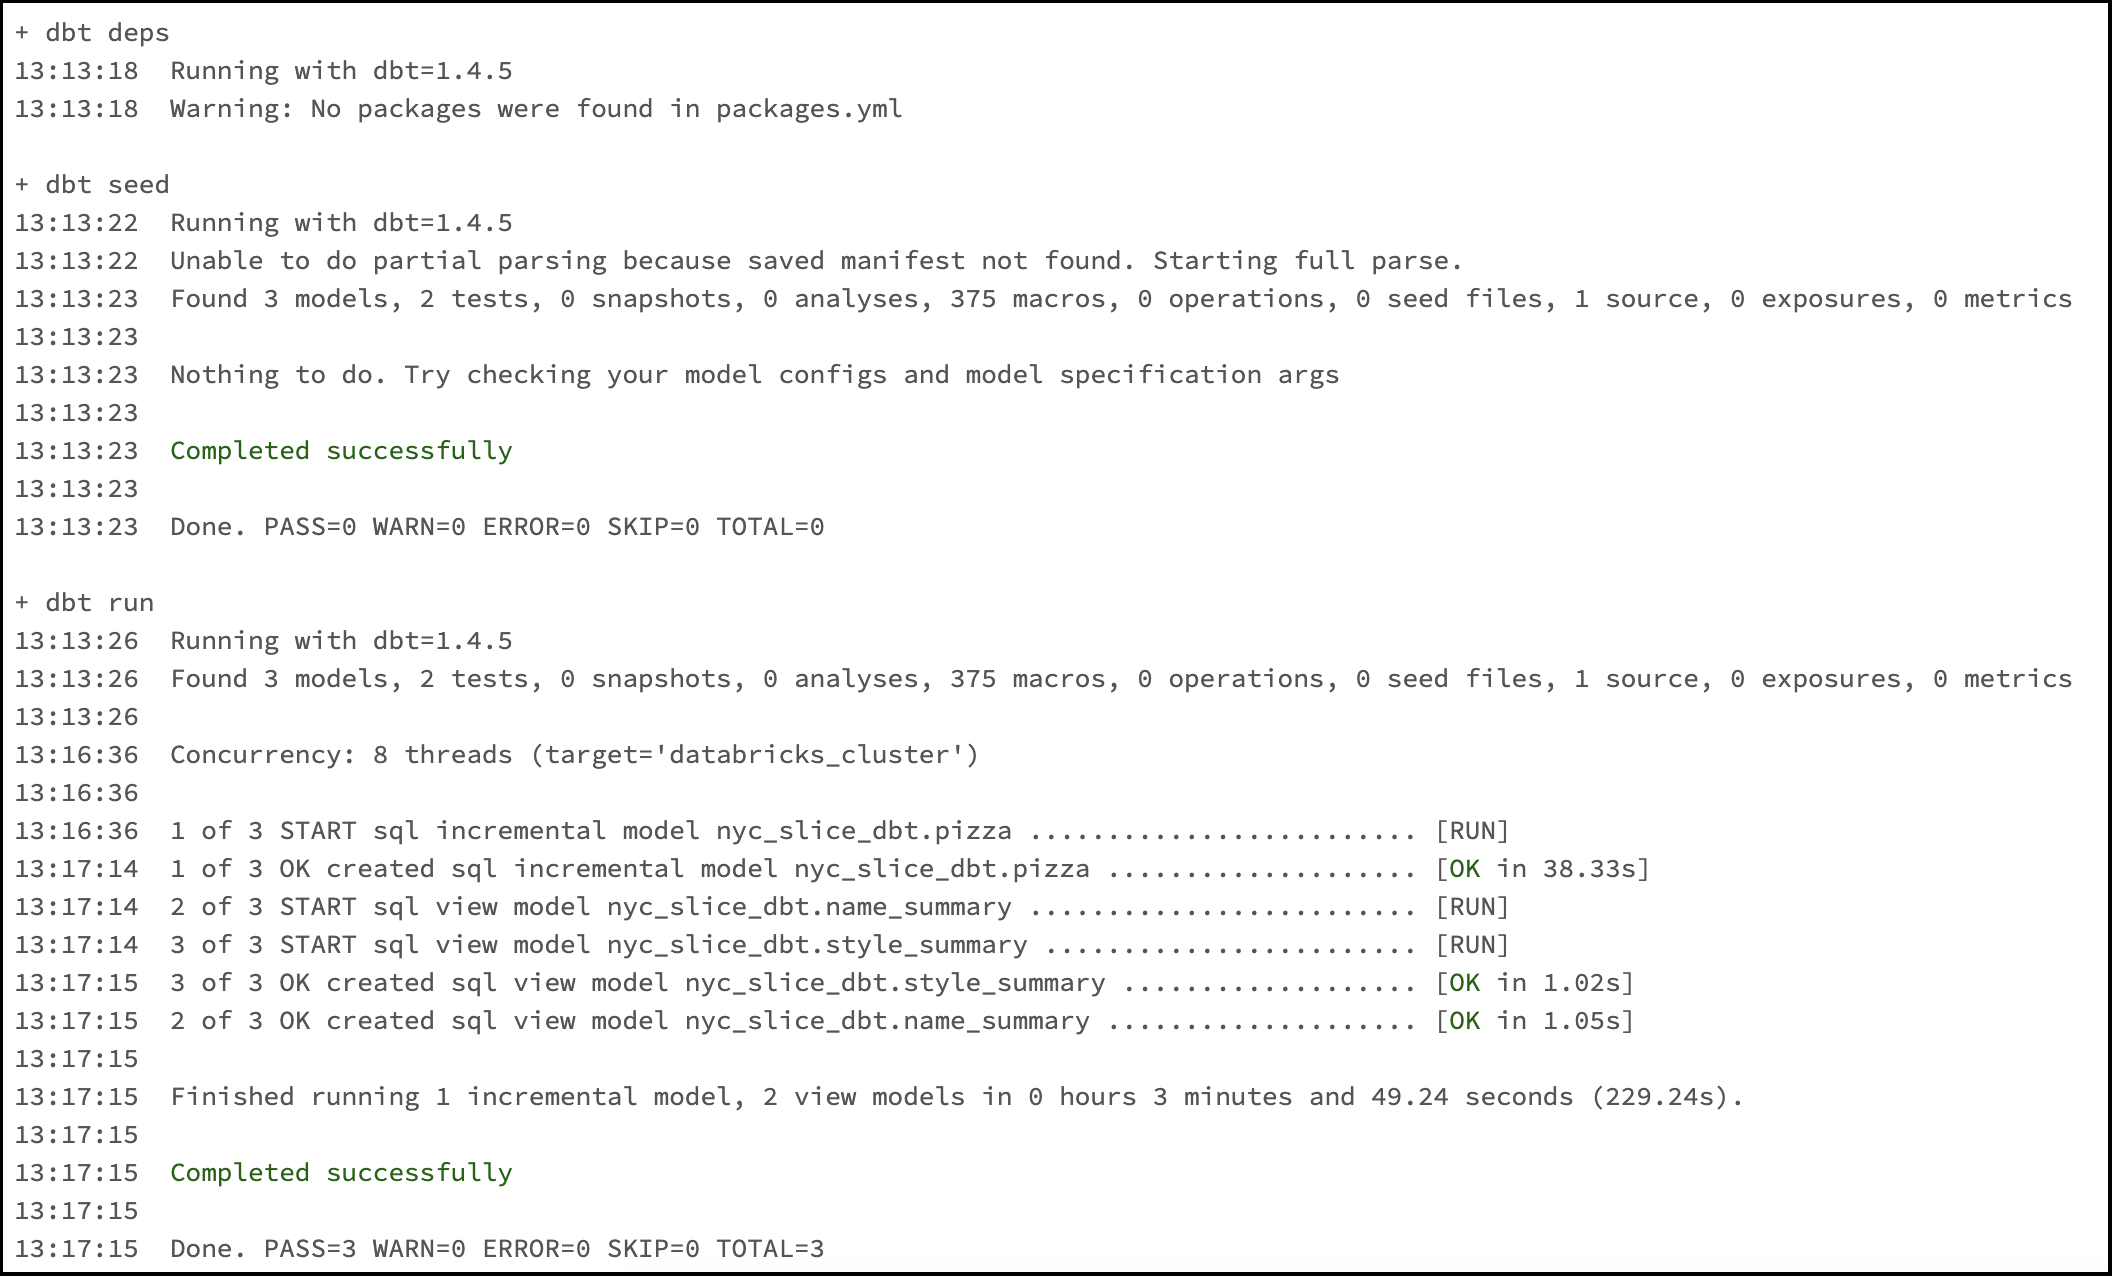 + dbt deps
13:13:18  Running with dbt=1.4.5
13:13:18  Warning: No packages were found in packages.yml

+ dbt seed
13:13:22  Running with dbt=1.4.5
13:13:22  Unable to do partial parsing because saved manifest not found. Starting full parse.
13:13:23  Found 3 models, 2 tests, 0 snapshots, 0 analyses, 375 macros, 0 operations, 0 seed files, 1 source, 0 exposures, 0 metrics
13:13:23
13:13:23  Nothing to do. Try checking your model configs and model specification args
13:13:23
13:13:23  Completed successfully
13:13:23
13:13:23  Done. PASS=0 WARN=0 ERROR=0 SKIP=0 TOTAL=0

+ dbt run
13:13:26  Running with dbt=1.4.5
13:13:26  Found 3 models, 2 tests, 0 snapshots, 0 analyses, 375 macros, 0 operations, 0 seed files, 1 source, 0 exposures, 0 metrics
13:13:26
13:16:36  Concurrency: 8 threads (target='databricks_cluster')
13:16:36
13:16:36  1 of 3 START sql incremental model nyc_slice_dbt.pizza ......................... [RUN]
13:17:14  1 of 3 OK created sql incremental model nyc_slice_dbt.pizza .................... [OK in 38.33s]
13:17:14  2 of 3 START sql view model nyc_slice_dbt.name_summary ......................... [RUN]
13:17:14  3 of 3 START sql view model nyc_slice_dbt.style_summary ........................ [RUN]
13:17:15  3 of 3 OK created sql view model nyc_slice_dbt.style_summary ................... [OK in 1.02s]
13:17:15  2 of 3 OK created sql view model nyc_slice_dbt.name_summary .................... [OK in 1.05s]
13:17:15
13:17:15  Finished running 1 incremental model, 2 view models in 0 hours 3 minutes and 49.24 seconds (229.24s).
13:17:15
13:17:15  Completed successfully
13:17:15
13:17:15  Done. PASS=3 WARN=0 ERROR=0 SKIP=0 TOTAL=3